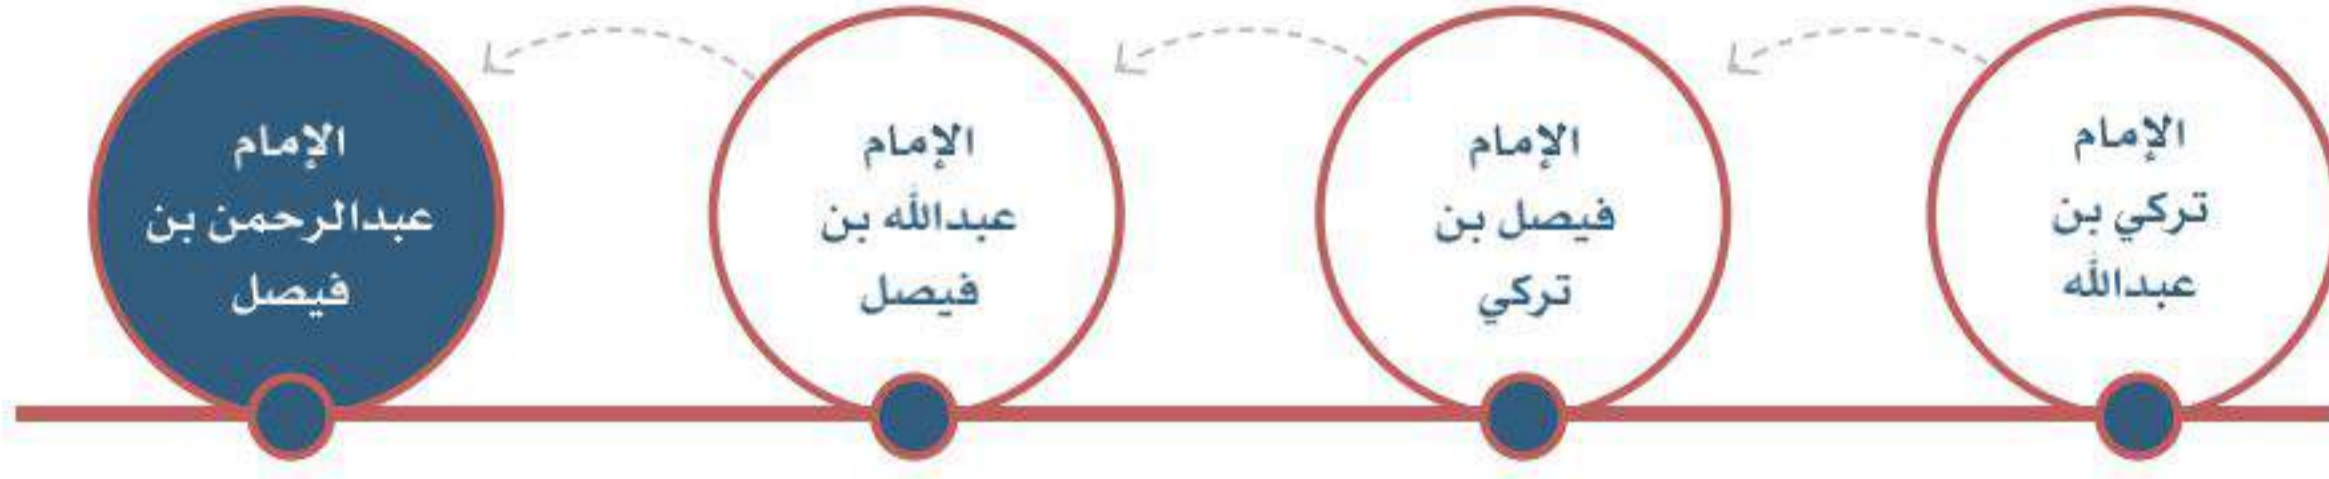 الإمام
تركي بن
عبدالله
الإمام
فيصل بن
تركي
الإمام
عبدالله بن
فيصل
الإمام
عبدالرحمن بن
فيصل